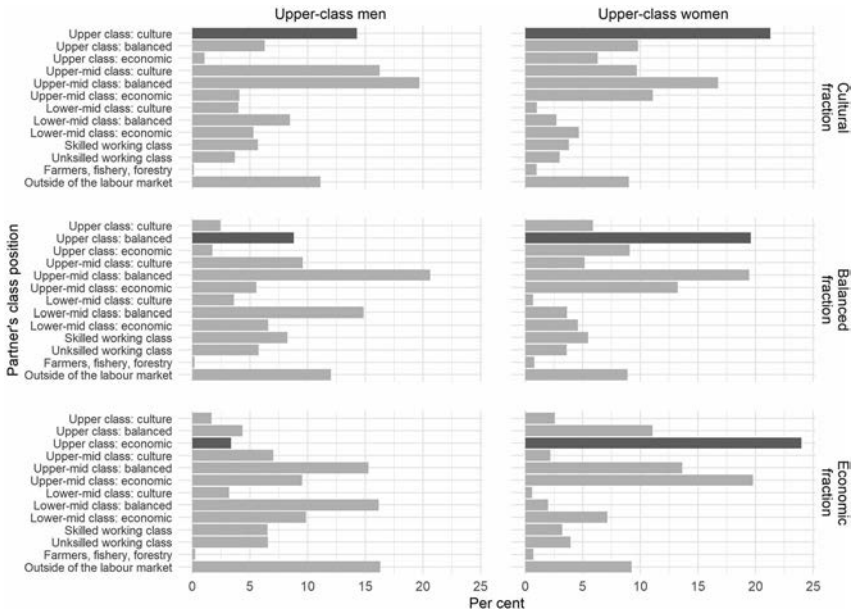 Upper-class men
Upper-class women
Partner's class position
Upper class: culture
Upper class: balanced
Upper class: economic
Upper-mid class: culture
Upper-mid class: balanced
Upper-mid class: economic
Lower-mid class: culture
Lower-mid class: balanced
Lower-mid class: economic
Skilled working class
Unksilled working class
Farmers, fishery, forestry
Outside of the labour market
Cultural
fraction
Upper class: culture
Upper class: balanced
Upper class: economic
Upper-mid class: culture
Upper-mid class: balanced
Upper-mid class: economic
Lower-mid class: culture
Lower-mid class: balanced
Lower-mid class: economic
Skilled working class
Unksilled working class
Farmers, fishery, forestry
Outside of the labour market
Balanced
fraction
Upper class: culture
Upper class: balanced
Upper class: economic
Upper-mid class: culture
Upper-mid class: balanced
Upper-mid class: economic
Lower-mid class: culture
Lower-mid class: balanced
Lower-mid class: economic
Skilled working class
Unksilled working class
Farmers, fishery, forestry
Outside of the labour market
Economic
fraction
0 5 10 15 20 25
0 5 10 15 20 25
Per cent